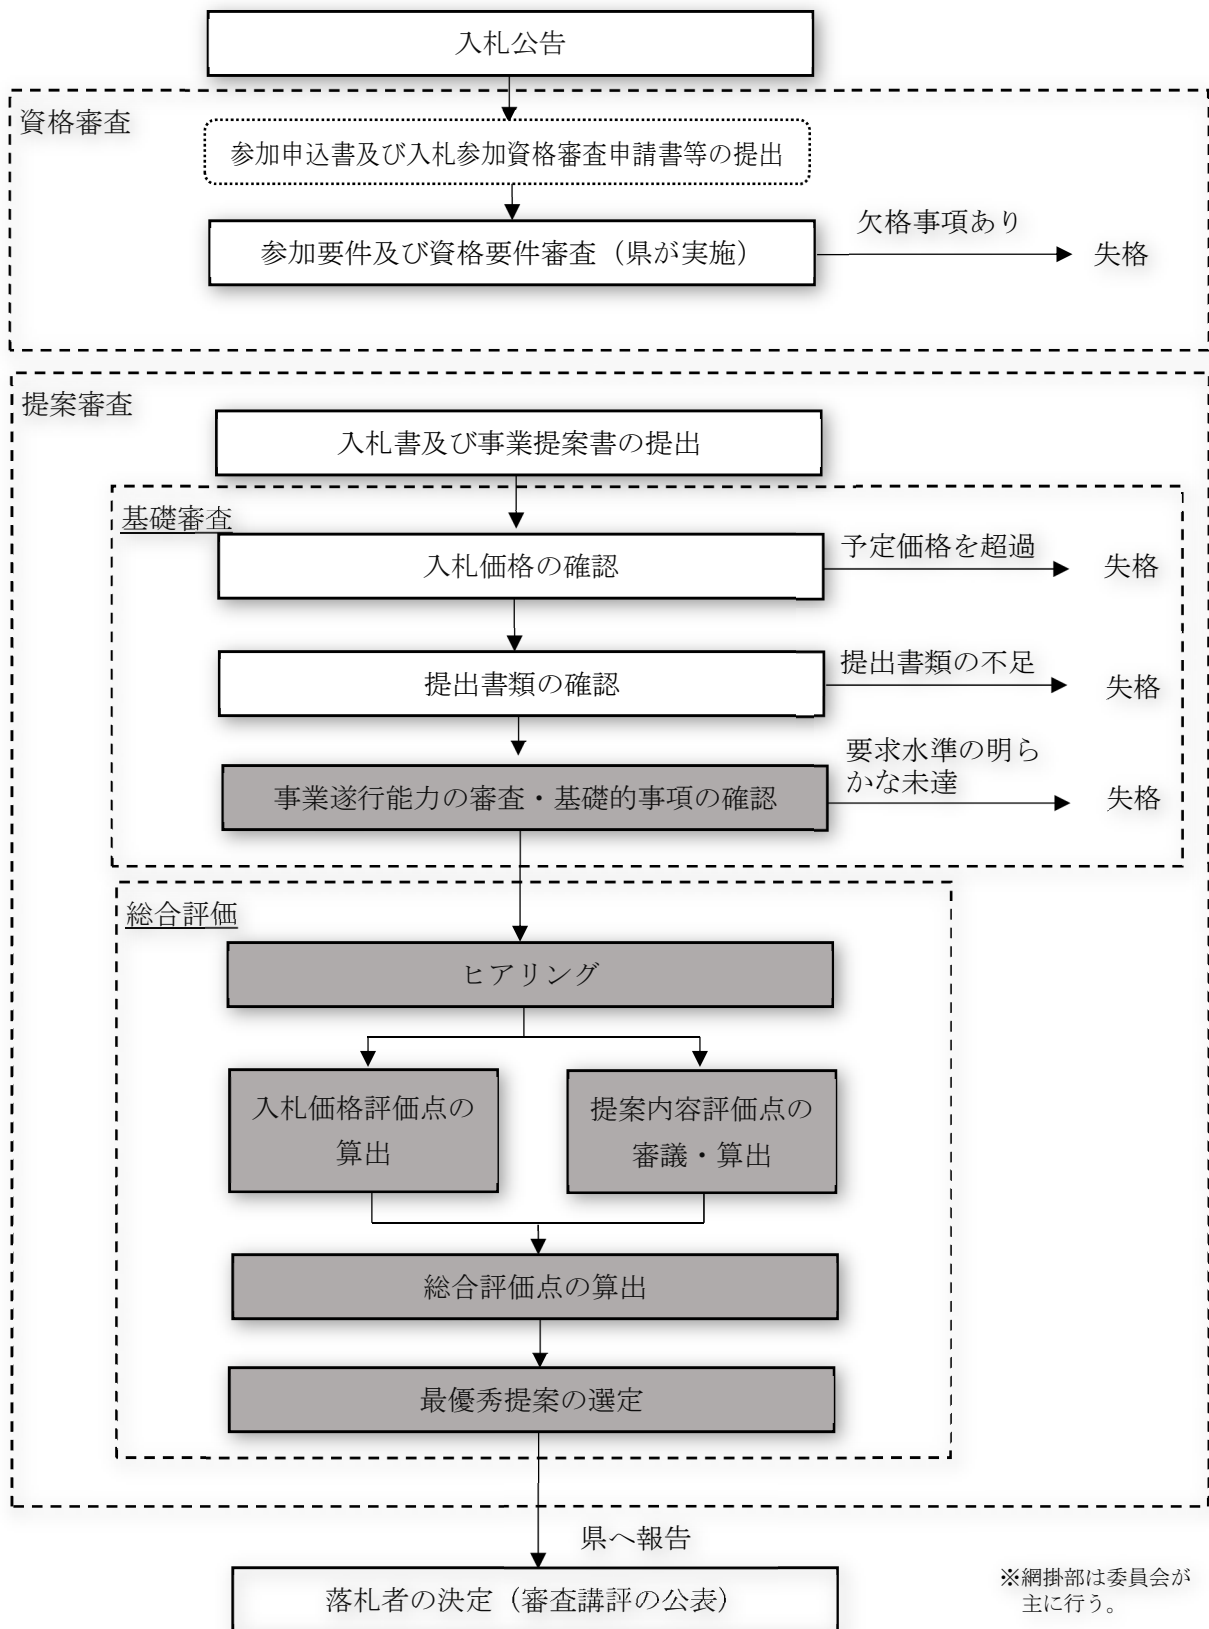 入札公告
資格審査
参加申込書及び入札参加資格審査申請書等の提出
参加要件及び資格要件審査（県が実施）
欠格事項あり
失格
提案審査
入札書及び事業提案書の提出
基礎審査
入札価格の確認
予定価格を超過
失格
提出書類の確認
提出書類の不足
失格
事業遂行能力の審査・基礎的事項の確認
要求水準の明ら
かな未達
失格
総合評価
ヒアリング
入札価格評価点の
算出
提案内容評価点の
審議・算出
総合評価点の算出
最優秀提案の選定
県へ報告
落札者の決定（審査講評の公表）
※網掛部は委員会が
主に行う。